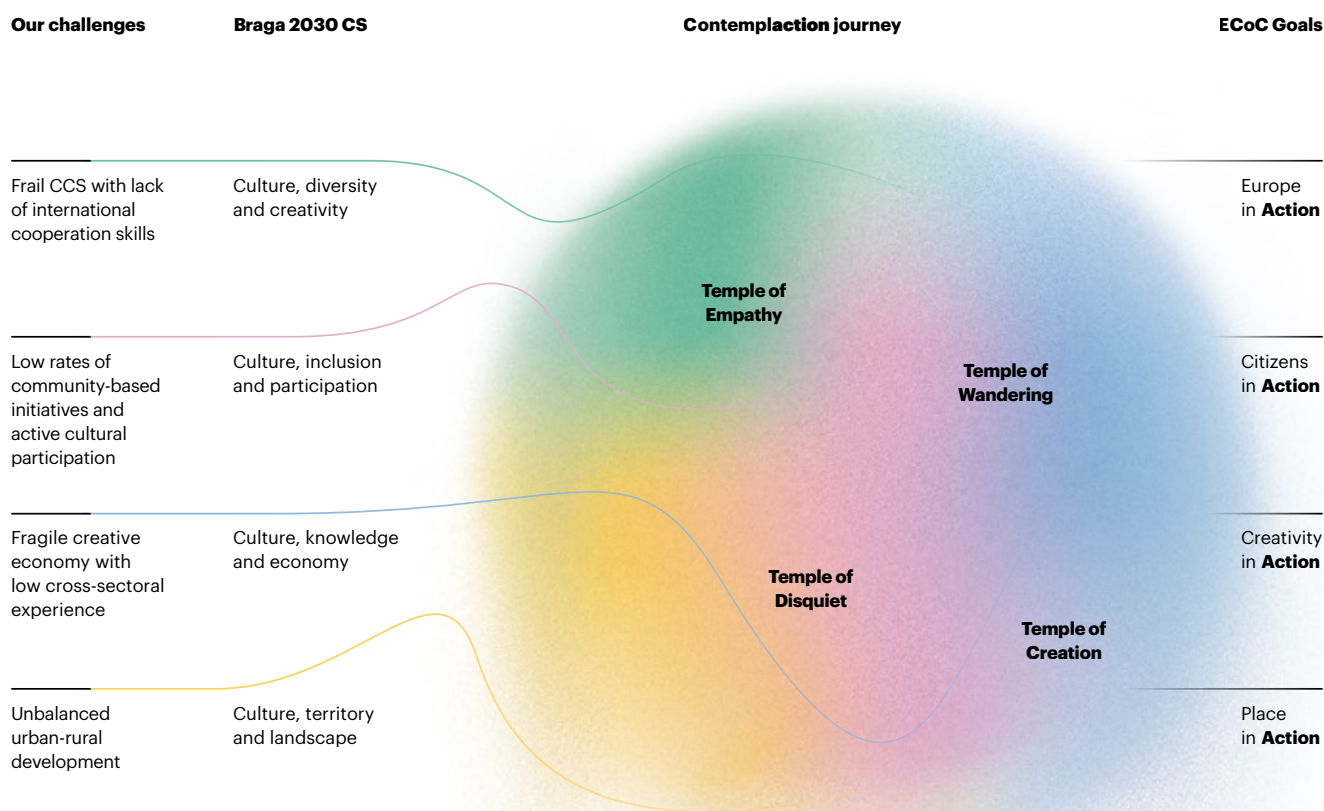 Our challenges
Braga 2030 CS
Contemplaction journey
ECoC Goals
Frail CCS with lack
of international
cooperation skills
Culture, diversity
and creativity
Europe
in Action
Temple of
Empathy
Low rates of
community-based
initiatives and
active cultural
participation
Culture, inclusion
and participation
Temple of
Wandering
Citizens
in Action
Fragile creative
economy with
low cross-sectoral
experience
Culture, knowledge
and economy
Temple of
Disquiet
Creativity
in Action
Temple of
Creation
Unbalanced
urban-rural
development
Culture, territory
and landscape
Place
in Action